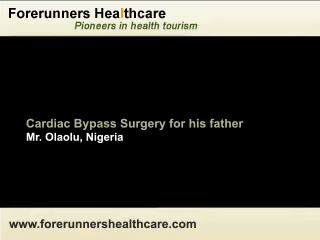 Forerunners Healthcare
Pioneers in health tourism
Cardiac Bypass Surgery for his father
Mr. Olaolu, Nigeria
www.forerunnershealthcare.com